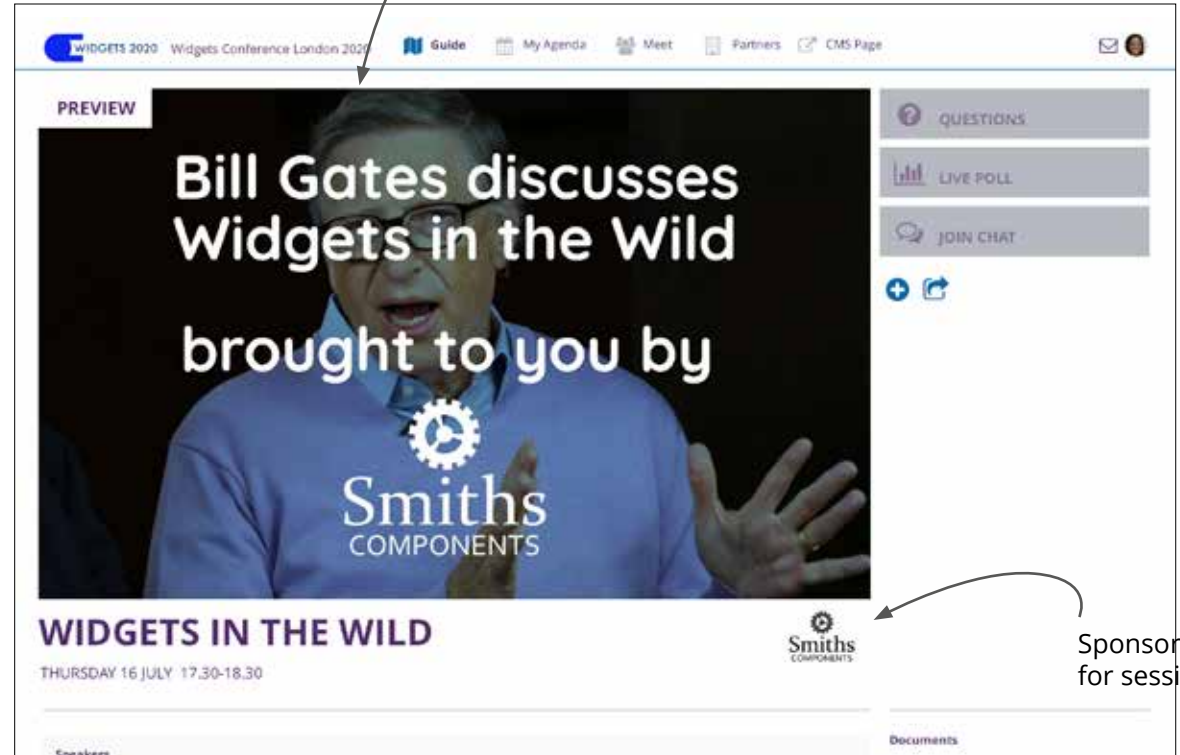 WIDGETS 2020 Widgets Conference London 2020 Guide My Agenda Meet Partners CMS Page
PREVIEW
Bill Gates discusses
Widgets in the Wild
brought to you by
Smiths
COMPONENTS
QUESTIONS
LIVE POLL
JOIN CHAT
WIDGETS IN THE WILD
THURSDAY 16 JULY 17.30-18.30
Smiths
COMPONENTS
Sponsor
for sessi
Speakers
Documents